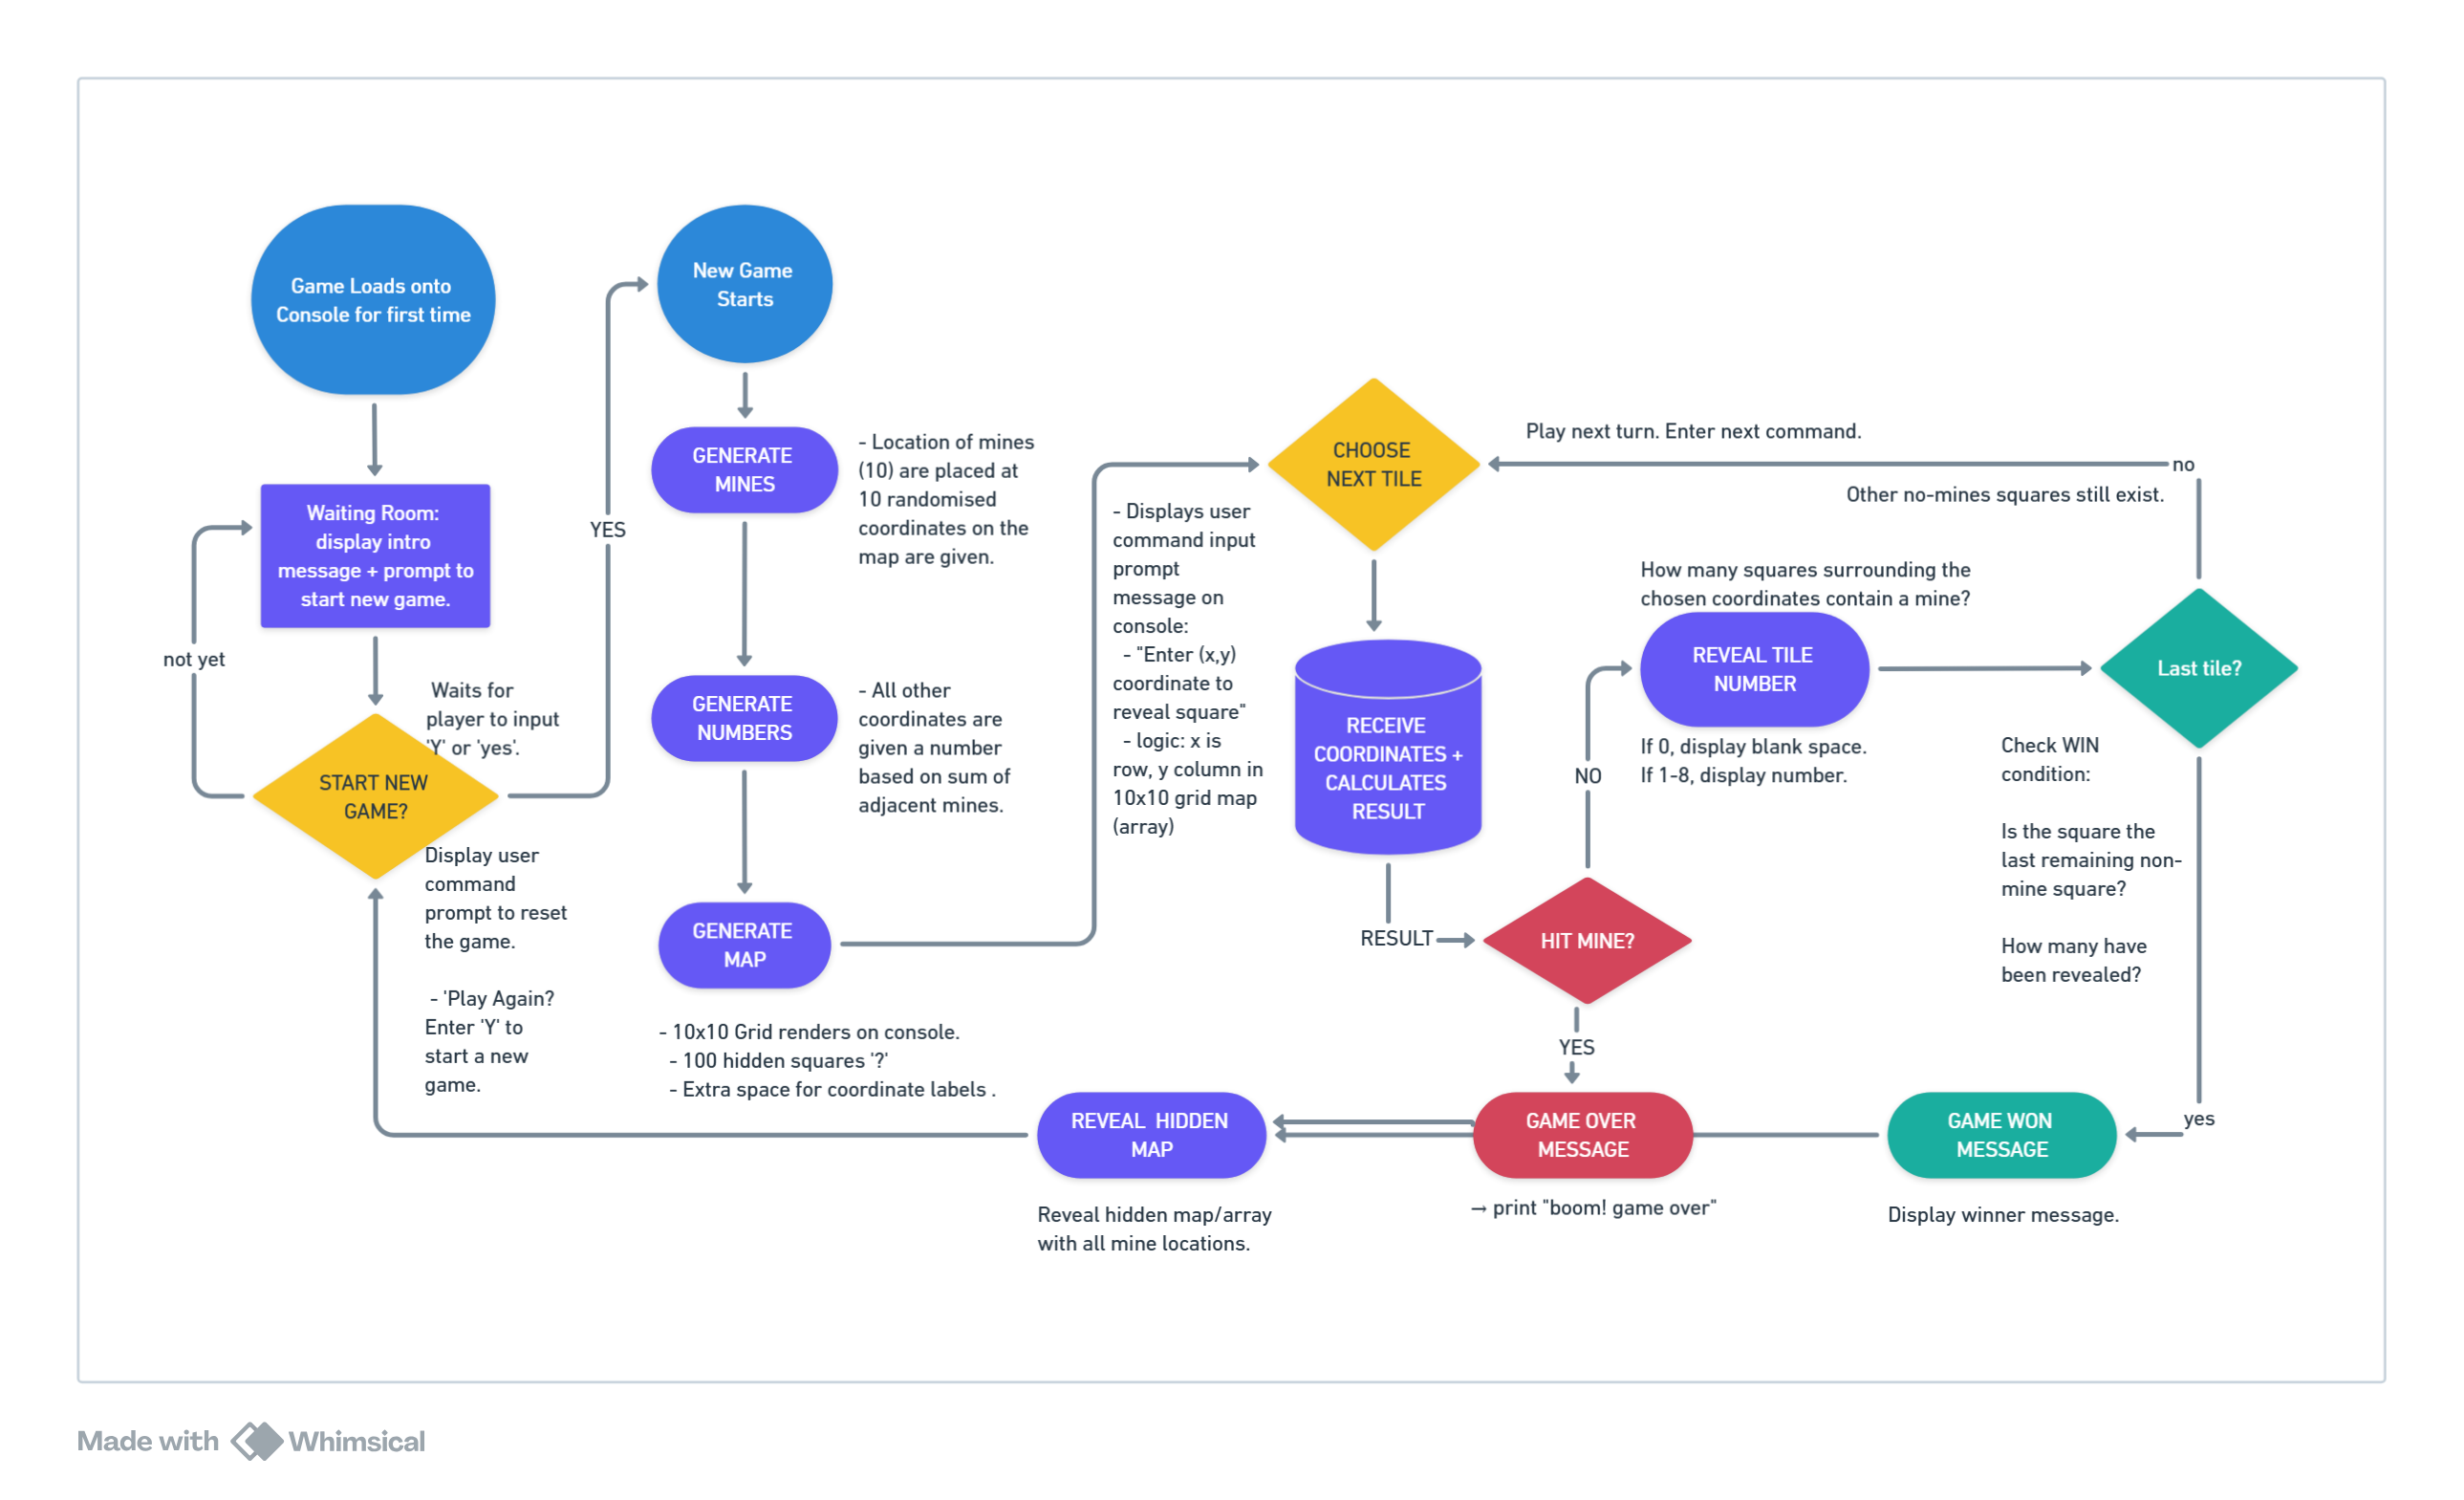 Game Loads onto
Console for first time
Waiting Room:
display intro
message + prompt to
start new game.
not yet
Waits for
player to input
'Y' or 'yes'.
START NEW
GAME?
Display user
command
prompt to reset
the game.
- 'Play Again?
Enter 'Y' to
start a new
game.
YES
New Game
Starts
GENERATE
MINES
- Location of mines
(10) are placed at
10 randomised
coordinates on the
map are given.
GENERATE
NUMBERS
- All other
coordinates are
given a number
based on sum of
adjacent mines.
GENERATE
MAP
- 10x10 Grid renders on console.
- 100 hidden squares '?'
- Extra space for coordinate labels .
- Displays user
command input
prompt
message on
console:
- "Enter (x,y)
coordinate to
reveal square"
- logic: x is
row, y column in
10x10 grid map
(array)
CHOOSE
NEXT TILE
RECEIVE
COORDINATES +
CALCULATES
RESULT
RESULT
HIT MINE?
NO
How many squares surrounding the
chosen coordinates contain a mine?
REVEAL TILE
NUMBER
If 0, display blank space.
If 1-8, display number.
Last tile?
Play next turn. Enter next command.
no
Other no-mines squares still exist.
Check WIN
condition:
Is the square the
last remaining non-
mine square?
How many have
been revealed?
yes
GAME WON
MESSAGE
Display winner message.
YES
GAME OVER
MESSAGE
→ print "boom! game over"
REVEAL HIDDEN
MAP
Reveal hidden map/array
with all mine locations.
Made with Whimsical